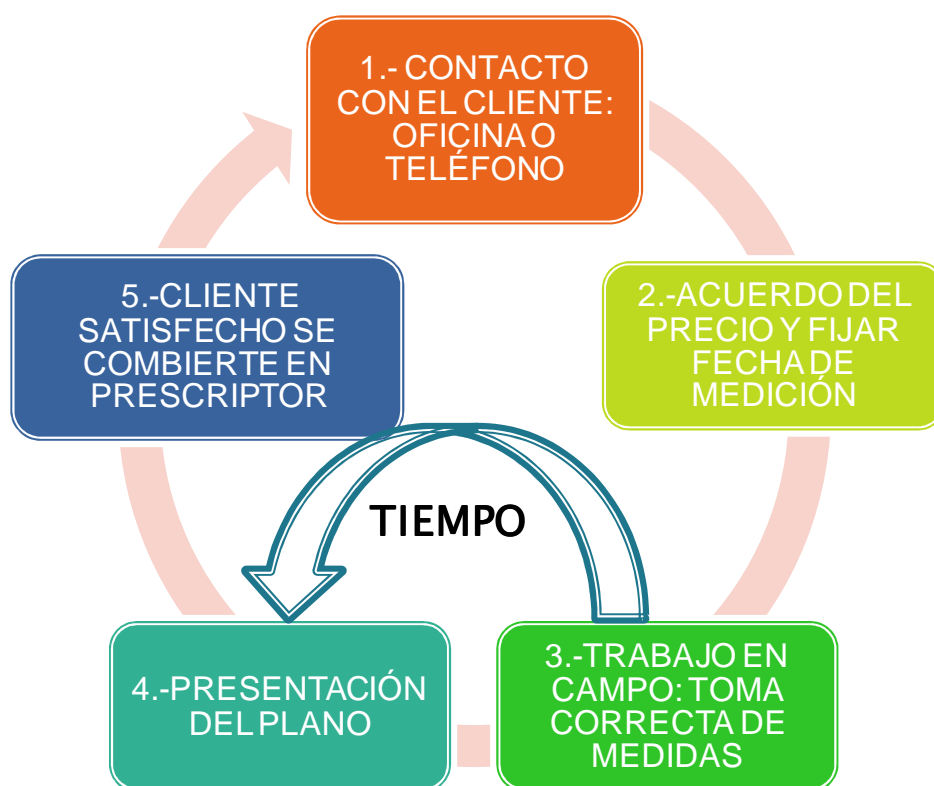 1.- CONTACTO
CON EL CLIENTE:
OFICINA O
TELÉFONO
2.-ACUERDO DEL
PRECIO Y FIJAR
FECHA DE
MEDICIÓN
3.-TRABAJO EN
CAMPO: TOMA
CORRECTA DE
MEDIDAS
4.-PRESENTACIÓN
DEL PLANO
5.-CLIENTE
SATISFECHO SE
COMBIERTE EN
PRESCRIPTOR
TIEMPO